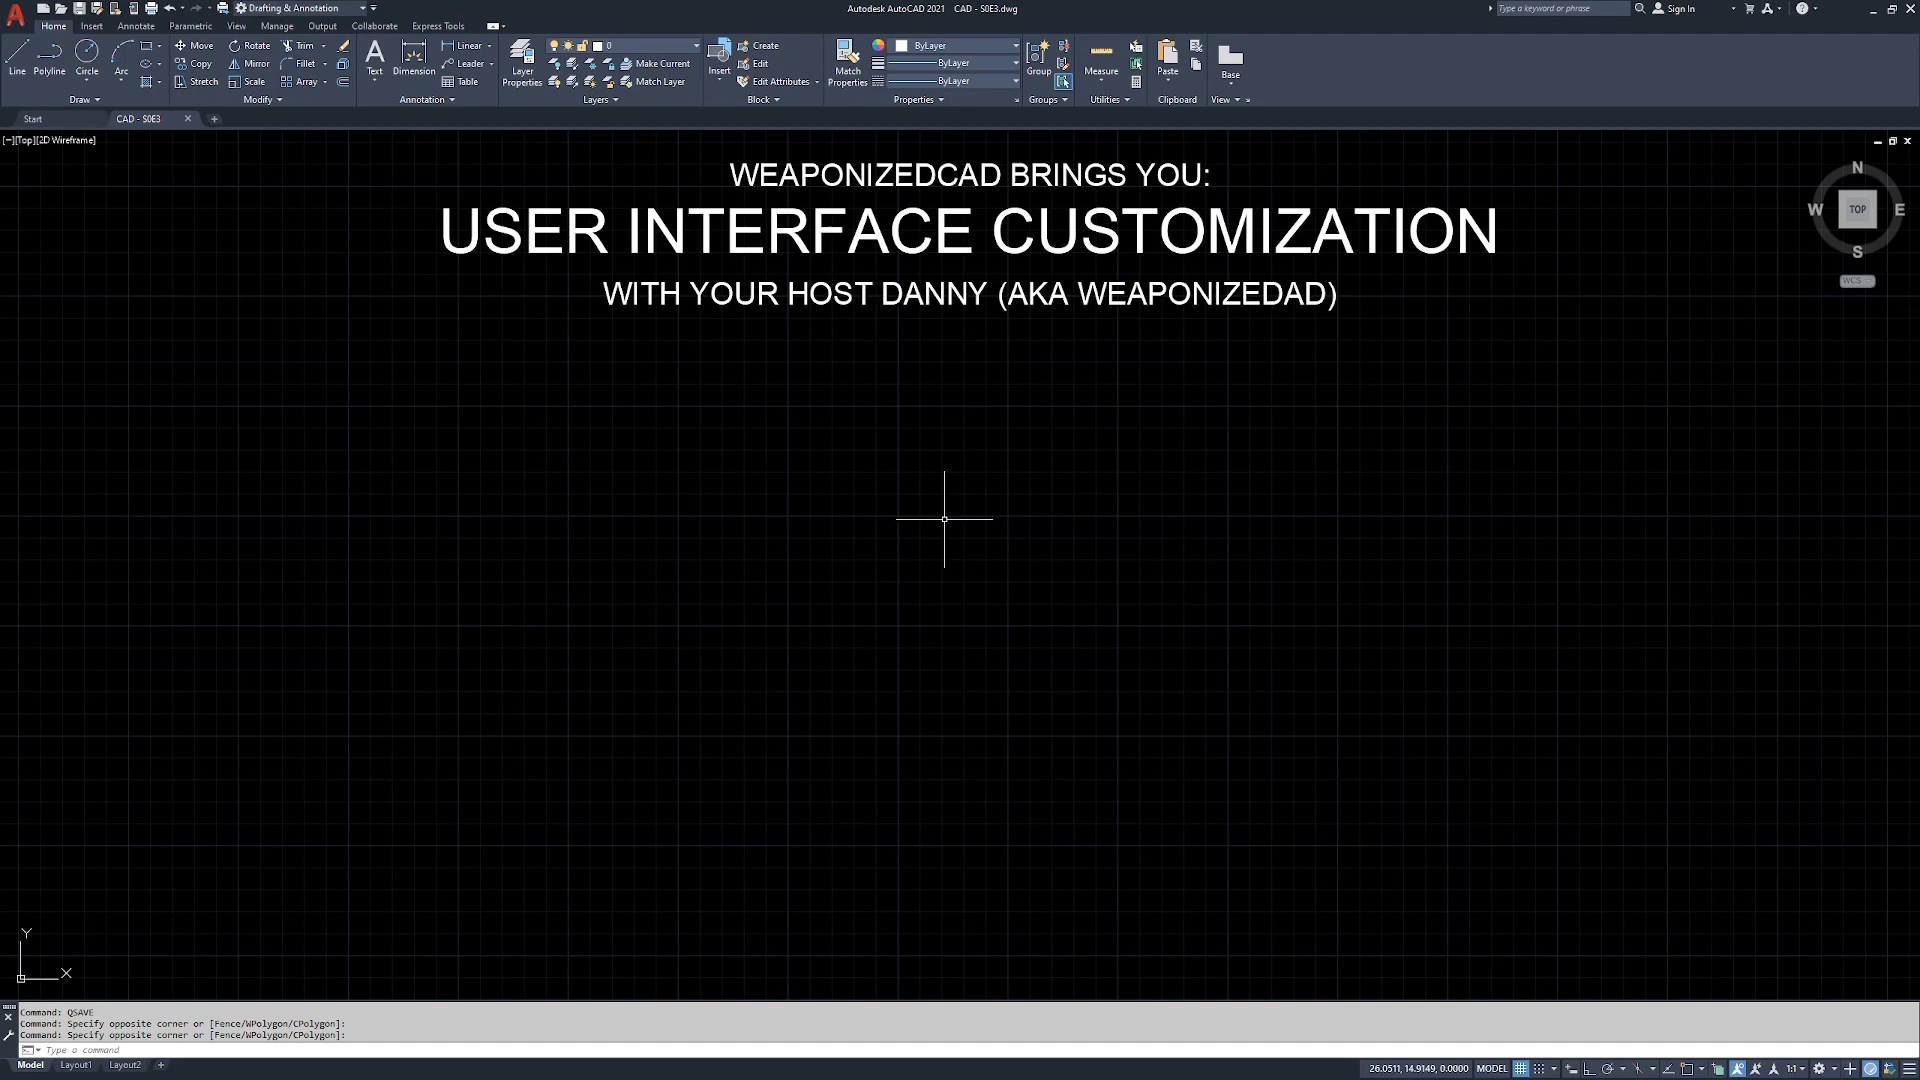 Drafting & Annotation
Autodesk AutoCAD 2021 CAD - S0E3.dwg
Type a keyword or phrase
Sign In
Home Insert Annotate Parametric View Manage Output Collaborate Express Tools
Move Rotate Trim
Line Polyline Circle Arc
Copy Mirror Fillet
Stretch Scale Array
Text Dimension
Linear
Leader
Table
Layer Properties
0
Make Current
Match Layer
Insert
Create
Edit
Edit Attributes
Match Properties
ByLayer
ByLayer
ByLayer
Group
Measure
Paste
Base
Draw Modify Annotation Layers Block Properties Groups Utilities Clipboard View
Start CAD - S0E3
[−][Top][2D Wireframe]
WEAPONIZEDCAD BRINGS YOU:
USER INTERFACE CUSTOMIZATION
WITH YOUR HOST DANNY (AKA WEAPONIZEDAD)
N
W TOP E
S
WCS
Y
X
Command: QSAVE
Command: Specify opposite corner or [Fence/WPolygon/CPolygon]:
Command: Specify opposite corner or [Fence/WPolygon/CPolygon]:
Type a command
Model Layout1 Layout2
26.0511, 14.9149, 0.0000 MODEL 1:1